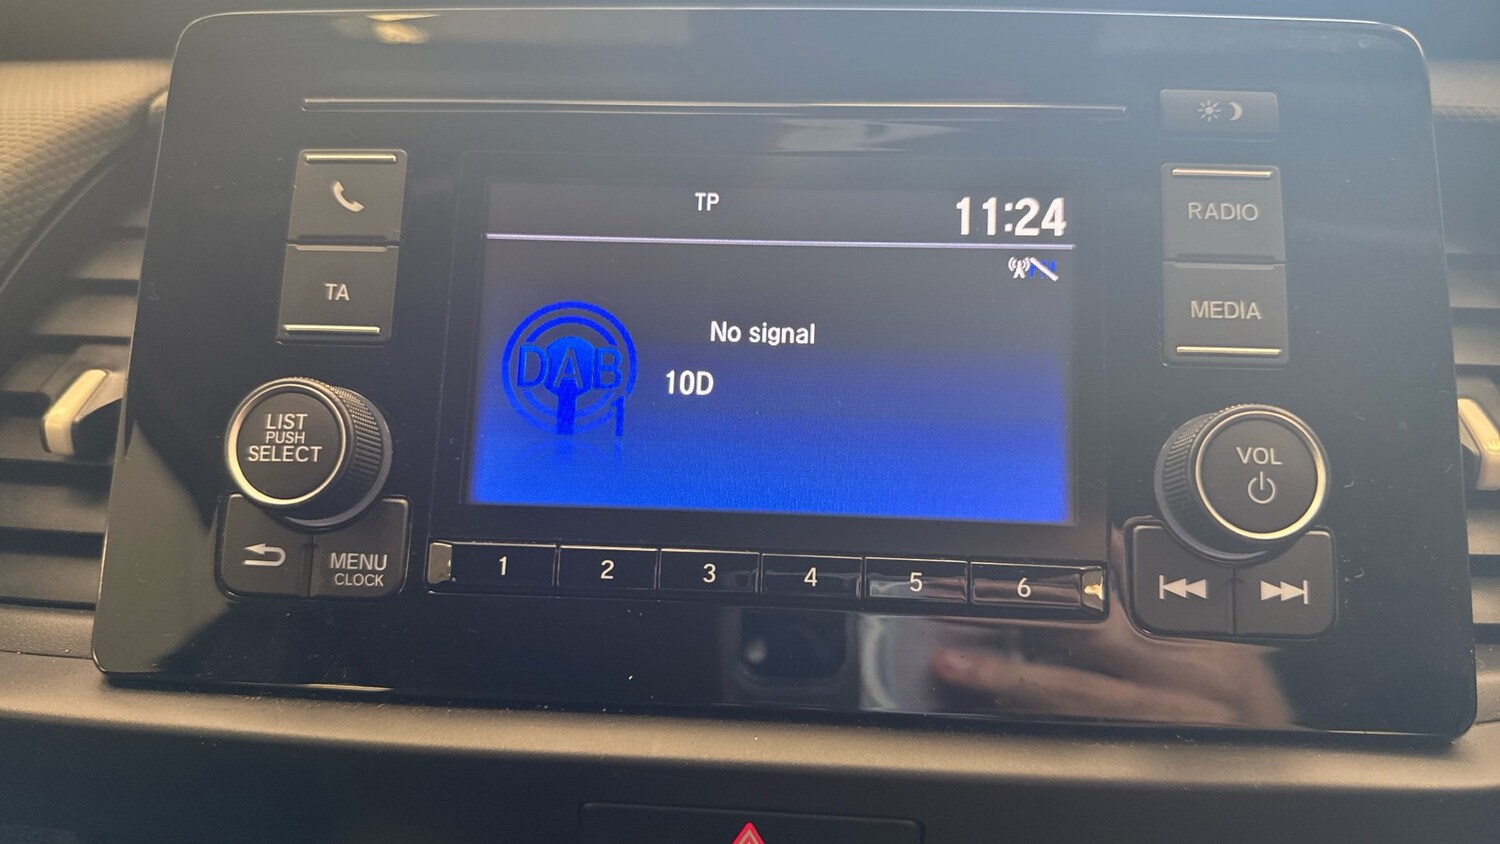 TP
11:24
TA
RADIO
MEDIA
No signal
10D
DAB
1
LIST
PUSH
SELECT
VOL
MENU
CLOCK
1 2 3 4 5 6